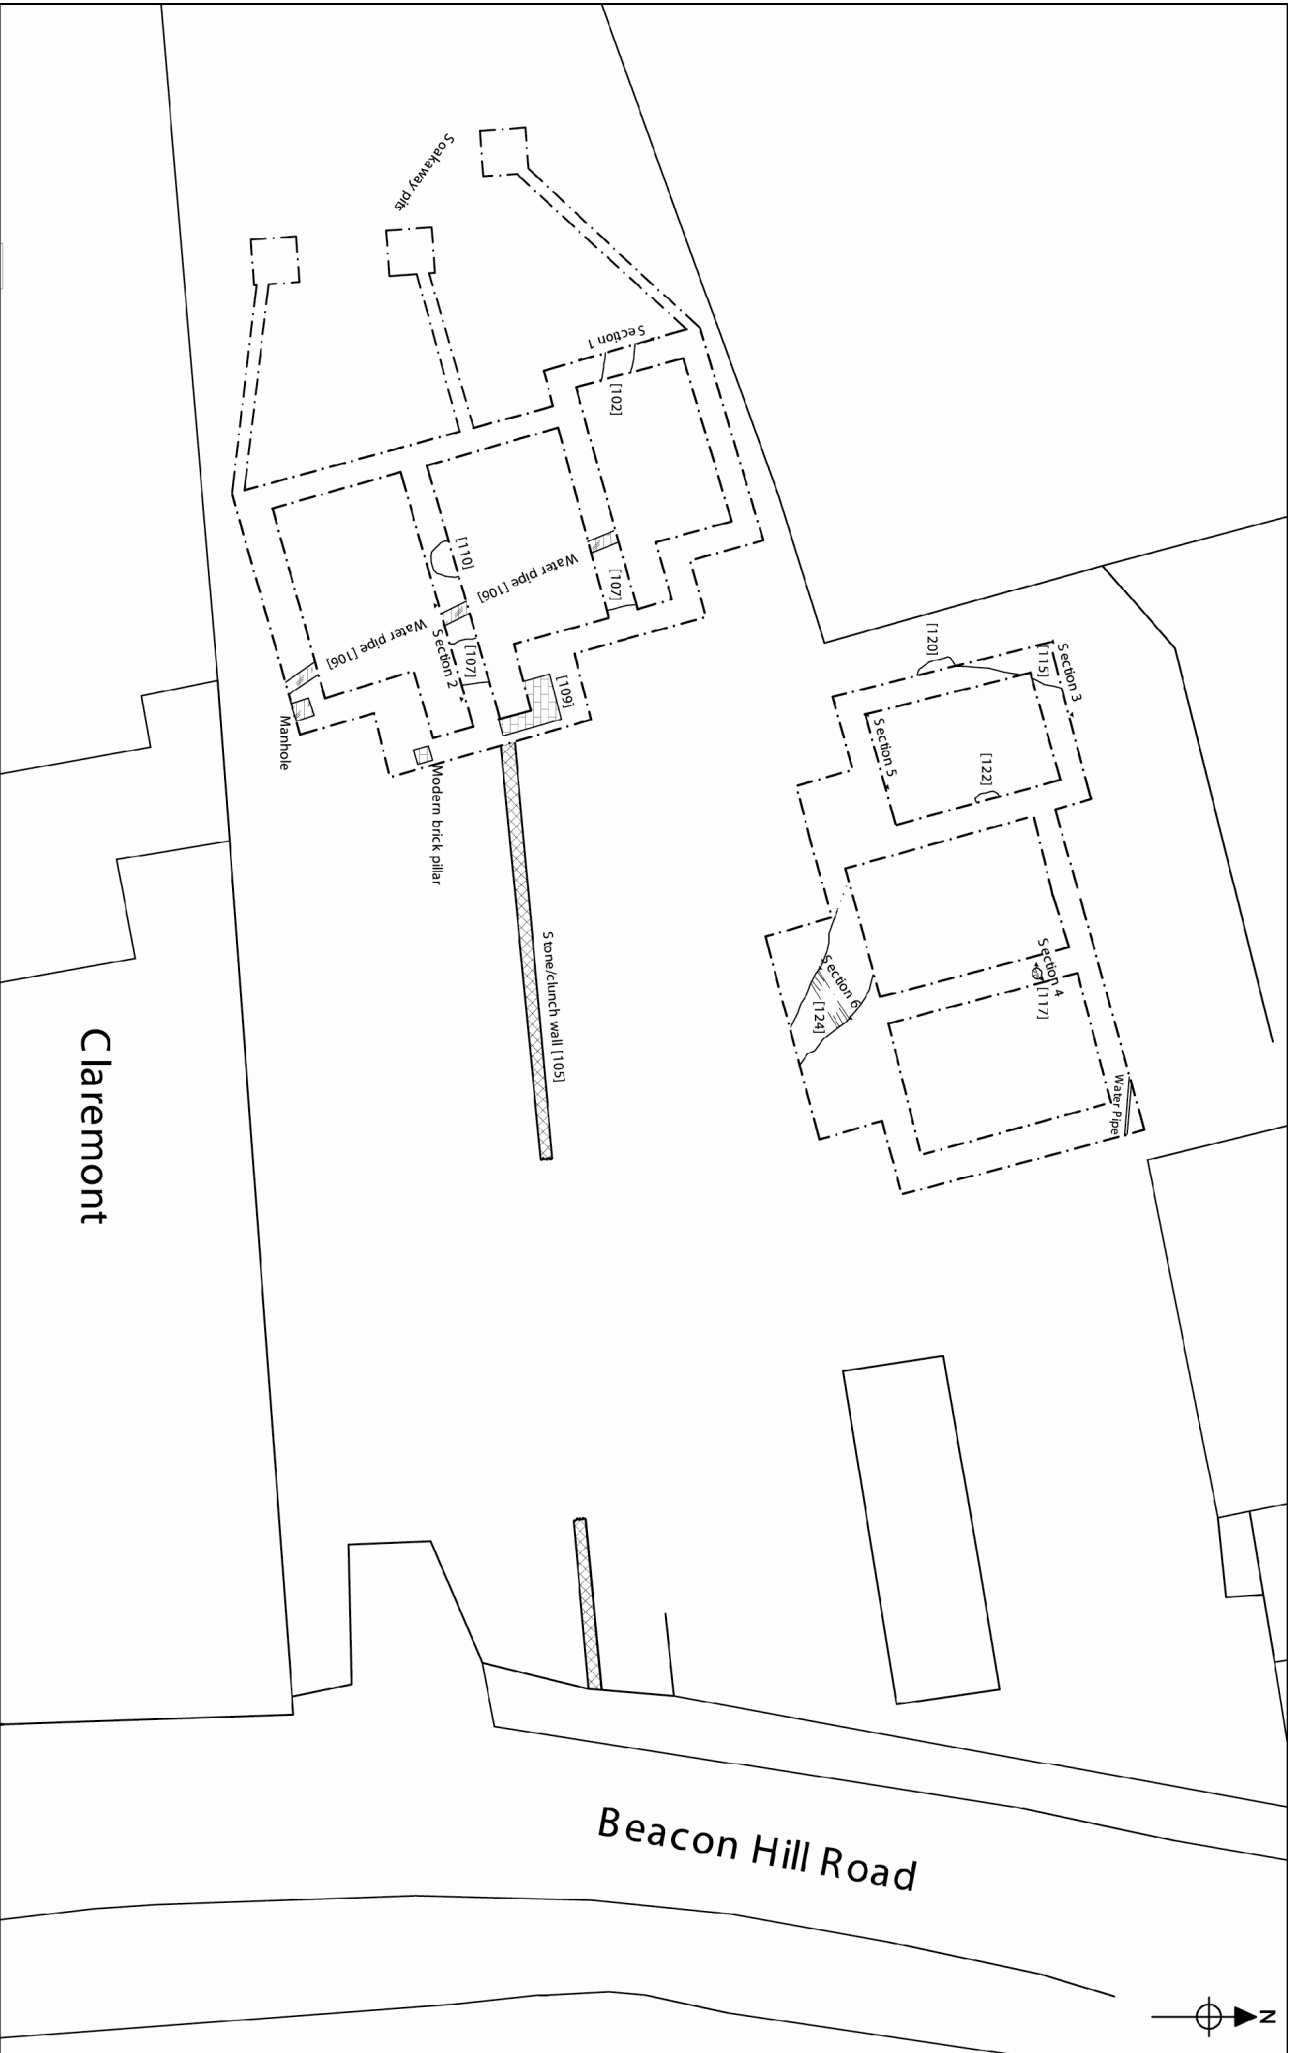 Soakaway pits
Section 1
[102]
[110]
Water pipe [106]
[107]
Water pipe [106]
Section 2
[107]
[109]
Manhole
Modern brick pillar
Stone/clunch wall [105]
[120]
[115]
Section 3
Section 5
[122]
Section 4
[117]
Section 6
[124]
Water Pipe
Claremont
Beacon Hill Road
N